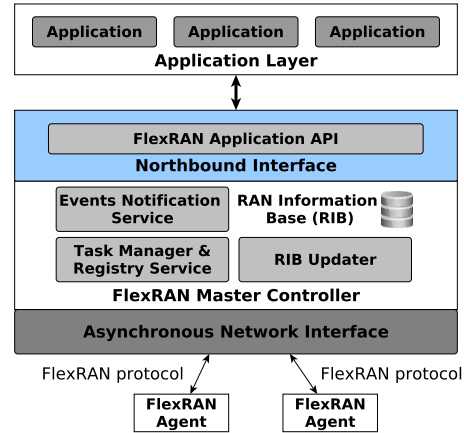 Application Application Application
Application Layer
FlexRAN Application API
Northbound Interface
Events Notification
Service
RAN Information
Base (RIB)
Task Manager &
Registry Service
RIB Updater
FlexRAN Master Controller
Asynchronous Network Interface
FlexRAN protocol
FlexRAN protocol
FlexRAN
Agent
FlexRAN
Agent